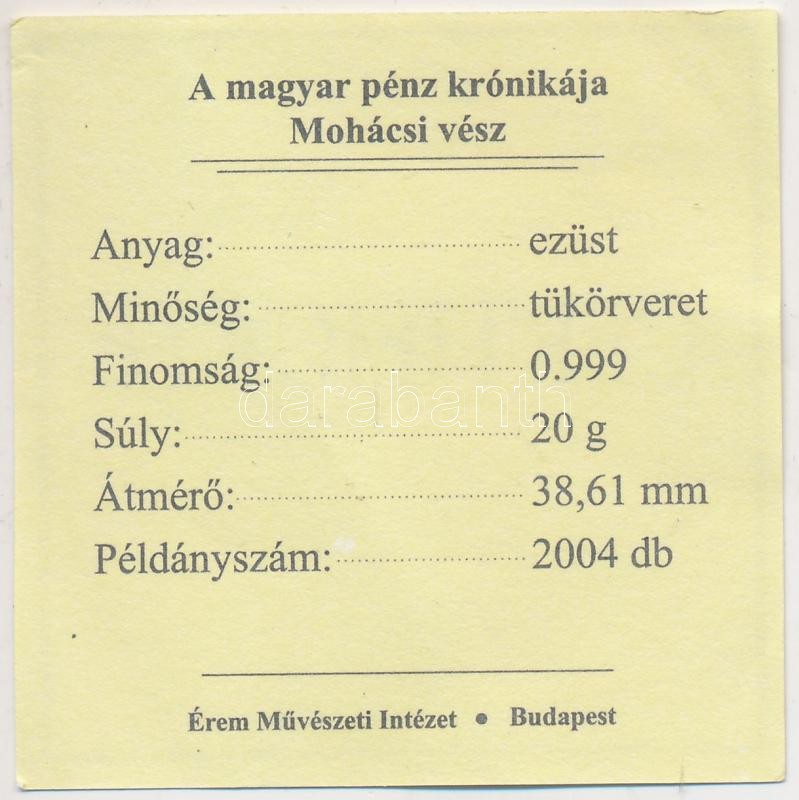 A magyar pénz krónikája
Mohácsi vész
Anyag: ezüst
Minőség: tükörveret
Finomság: 0.999
darabanth
Súly: 20 g
Átmérő: 38,61 mm
Példányszám: 2004 db
Érem Művészeti Intézet • Budapest